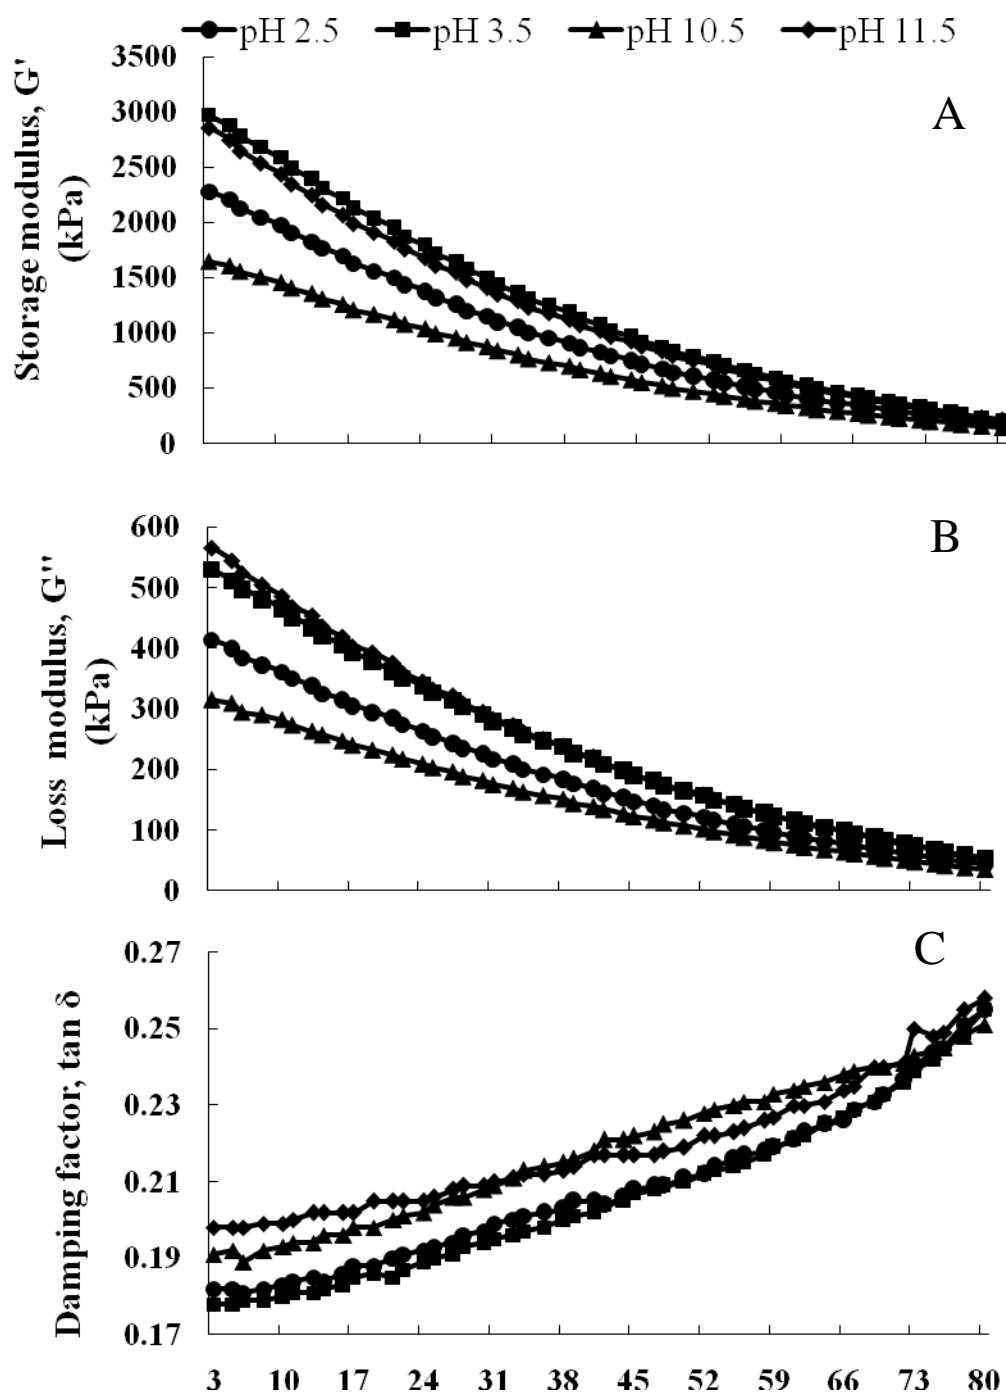 pH 2.5 pH 3.5 pH 10.5 pH 11.5
A
Storage modulus, G'
(kPa)
3500
3000
2500
2000
1500
1000
500
0
B
Loss modulus, G"
(kPa)
600
500
400
300
200
100
0
C
Damping factor, tan δ
0.27
0.25
0.23
0.21
0.19
0.17
3 10 17 24 31 38 45 52 59 66 73 80